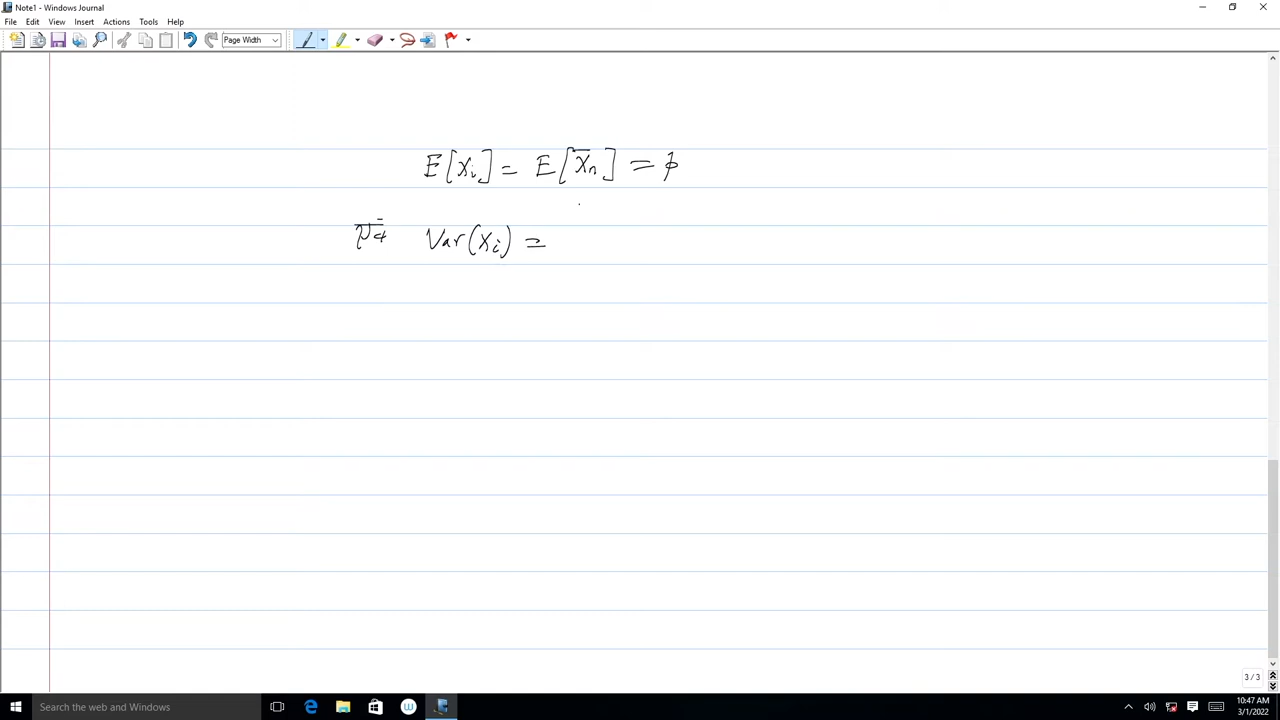 Note1 - Windows Journal
File Edit View Insert Actions Tools Help
Page Width
E[Xᵢ] = E[X̄ₙ] = p
Var(Xᵢ) =
3 / 3
Search the web and Windows
10:47 AM
3/1/2022